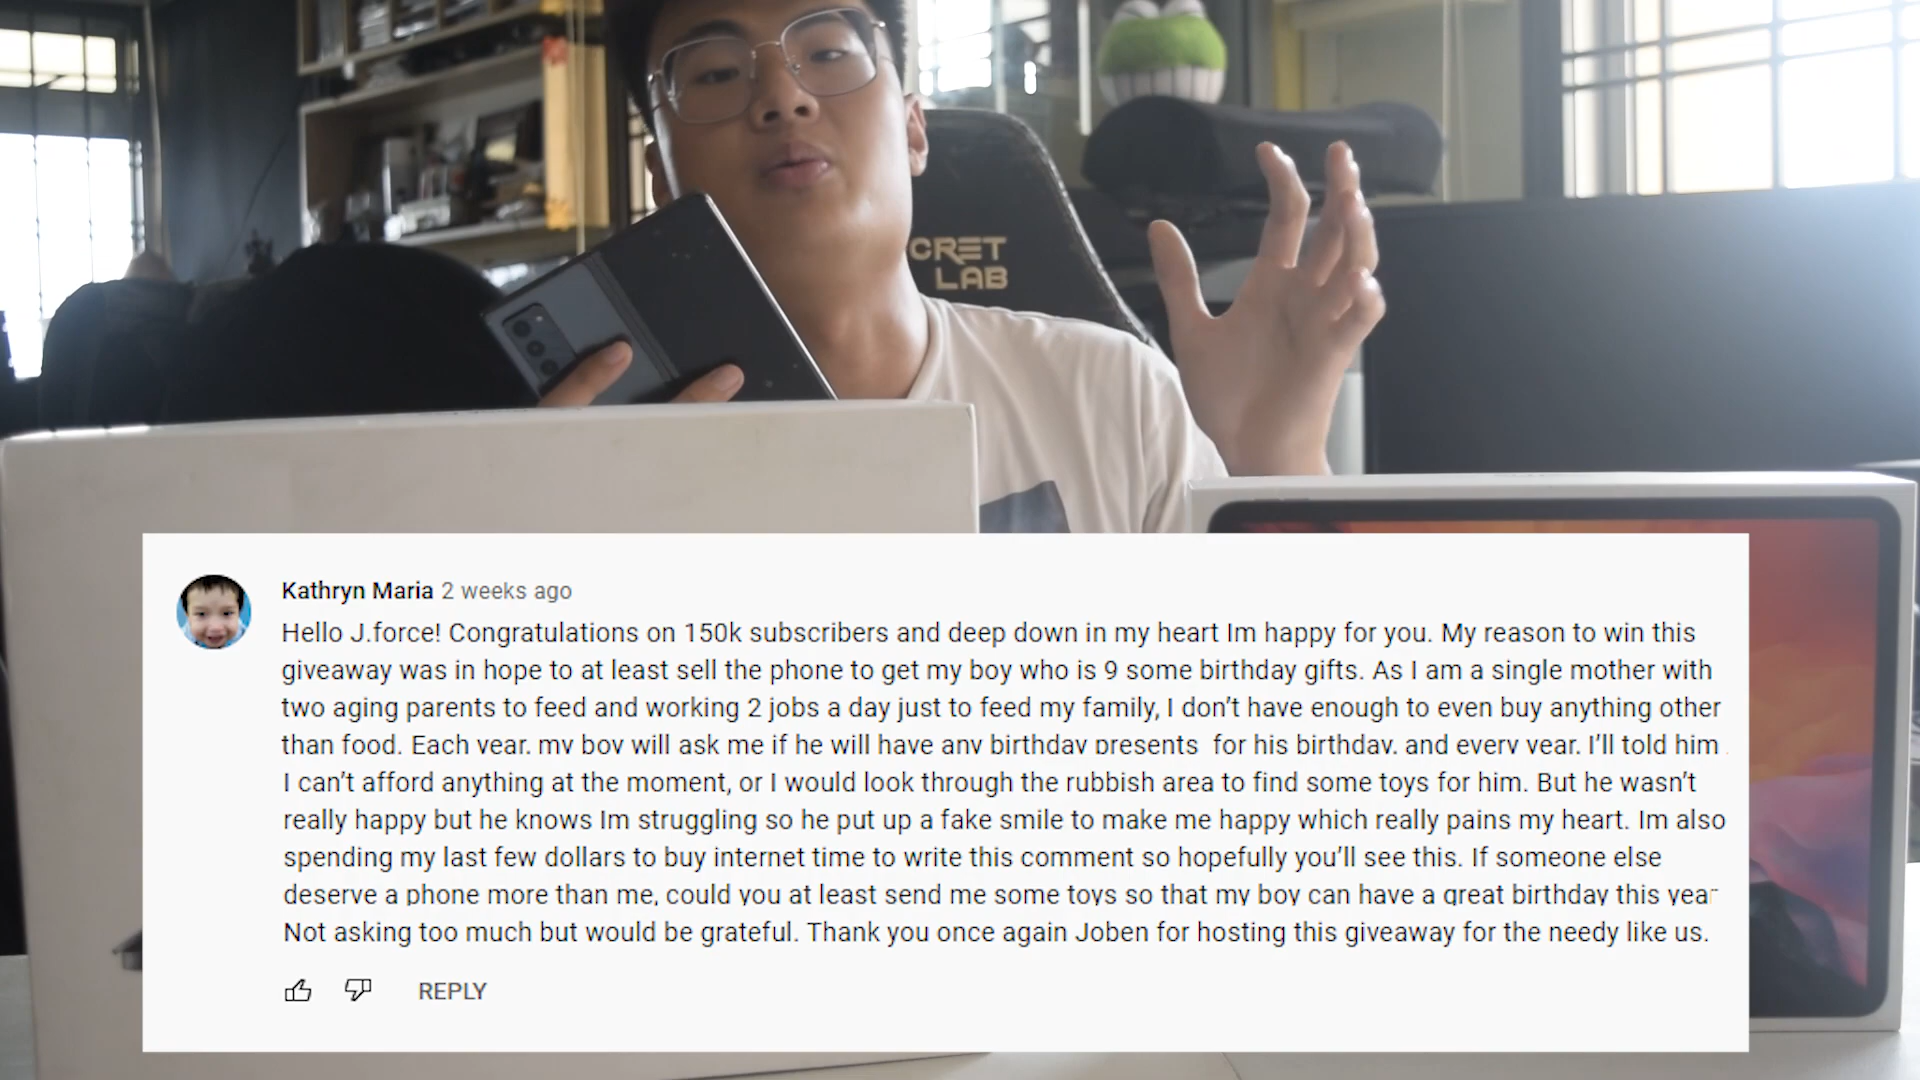 CRET
LAB
Kathryn Maria 2 weeks ago
Hello J.force! Congratulations on 150k subscribers and deep down in my heart Im happy for you. My reason to win this
giveaway was in hope to at least sell the phone to get my boy who is 9 some birthday gifts. As I am a single mother with
two aging parents to feed and working 2 jobs a day just to feed my family, I don’t have enough to even buy anything other
than food. Each year, my boy will ask me if he will have any birthday presents for his birthday, and every year, I’ll told him
I can’t afford anything at the moment, or I would look through the rubbish area to find some toys for him. But he wasn’t
really happy but he knows Im struggling so he put up a fake smile to make me happy which really pains my heart. Im also
spending my last few dollars to buy internet time to write this comment so hopefully you’ll see this. If someone else
deserve a phone more than me, could you at least send me some toys so that my boy can have a great birthday this year
Not asking too much but would be grateful. Thank you once again Joben for hosting this giveaway for the needy like us.
REPLY